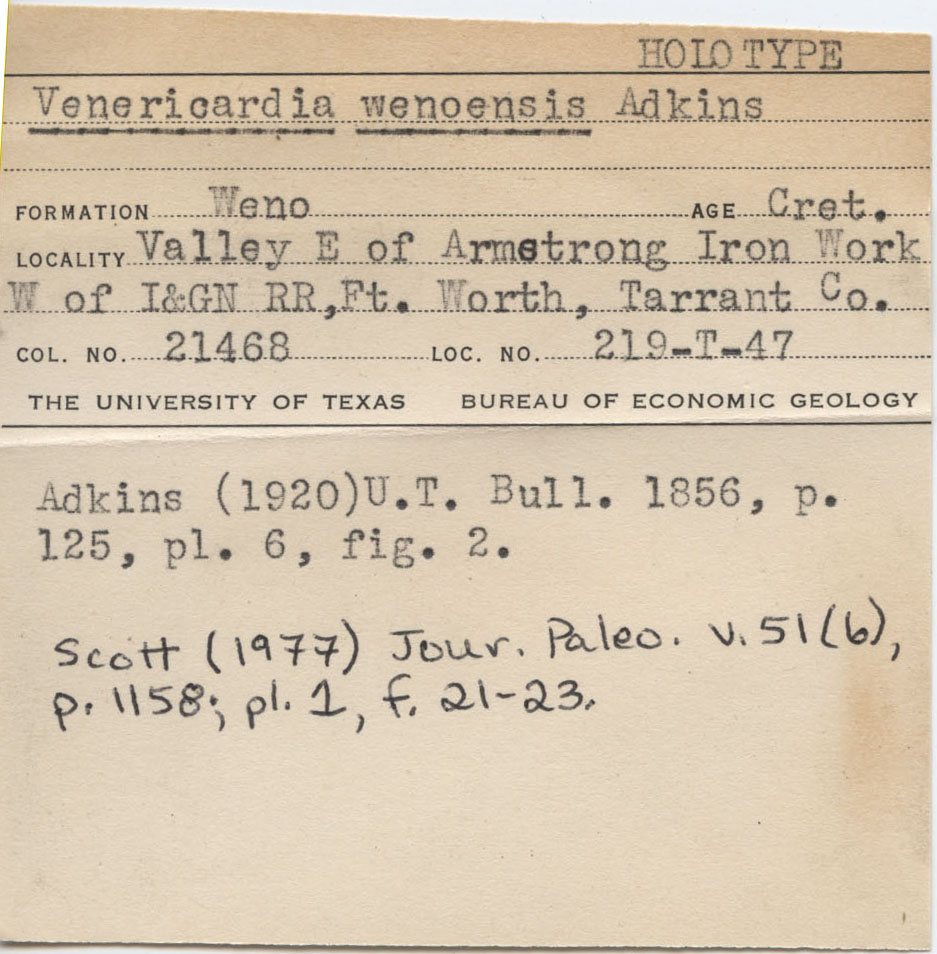 HOLOTYPE
Venericardia wenoensis Adkins
FORMATION Weno AGE Cret.
LOCALITY Valley E of Armstrong Iron Work
W of I&GN RR,Ft. Worth, Tarrant Co.
COL. NO. 21468 LOC. NO. 219-T-47
THE UNIVERSITY OF TEXAS BUREAU OF ECONOMIC GEOLOGY
Adkins (1920)U.T. Bull. 1856, p.
125, pl. 6, fig. 2.
Scott (1977) Jour. Paleo. v. 51(6),
p. 1158; pl. 1, f. 21-23.